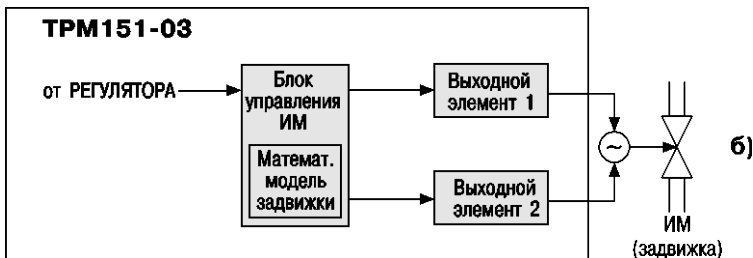 ТРМ151-03
от РЕГУЛЯТОРА
Блок
управления
ИМ
Математ.
модель
задвижки
Выходной
элемент 1
Выходной
элемент 2
~
б)
ИМ
(задвижка)